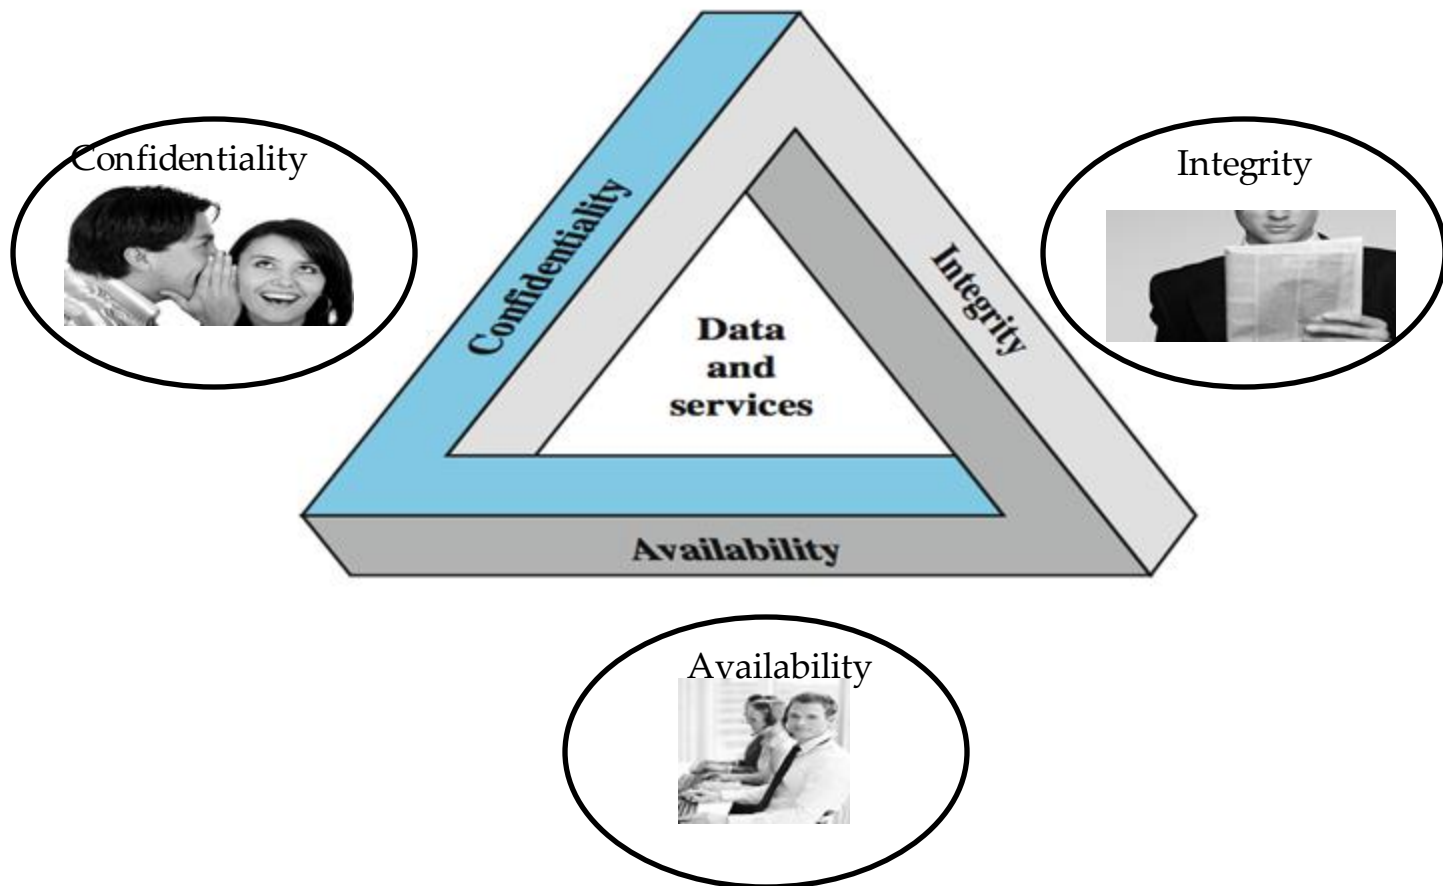 Confidentiality
Integrity
Confidentiality
Integrity
Data
and
services
Availability
Availability